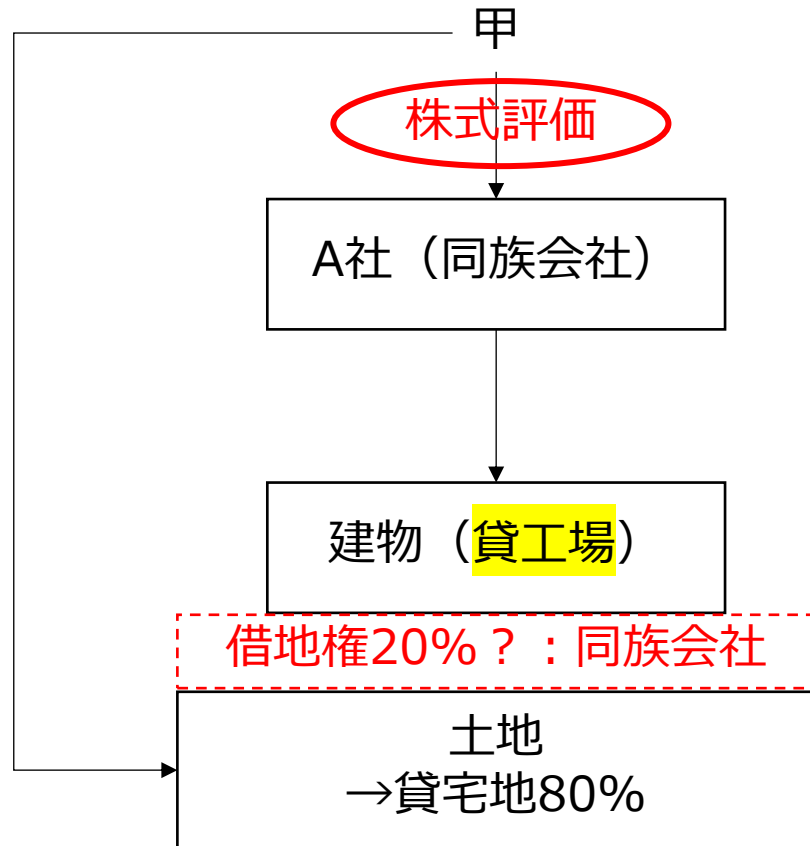 甲
株式評価
A社（同族会社）
建物（貸工場）
借地権20%？：同族会社
土地
→貸宅地80%